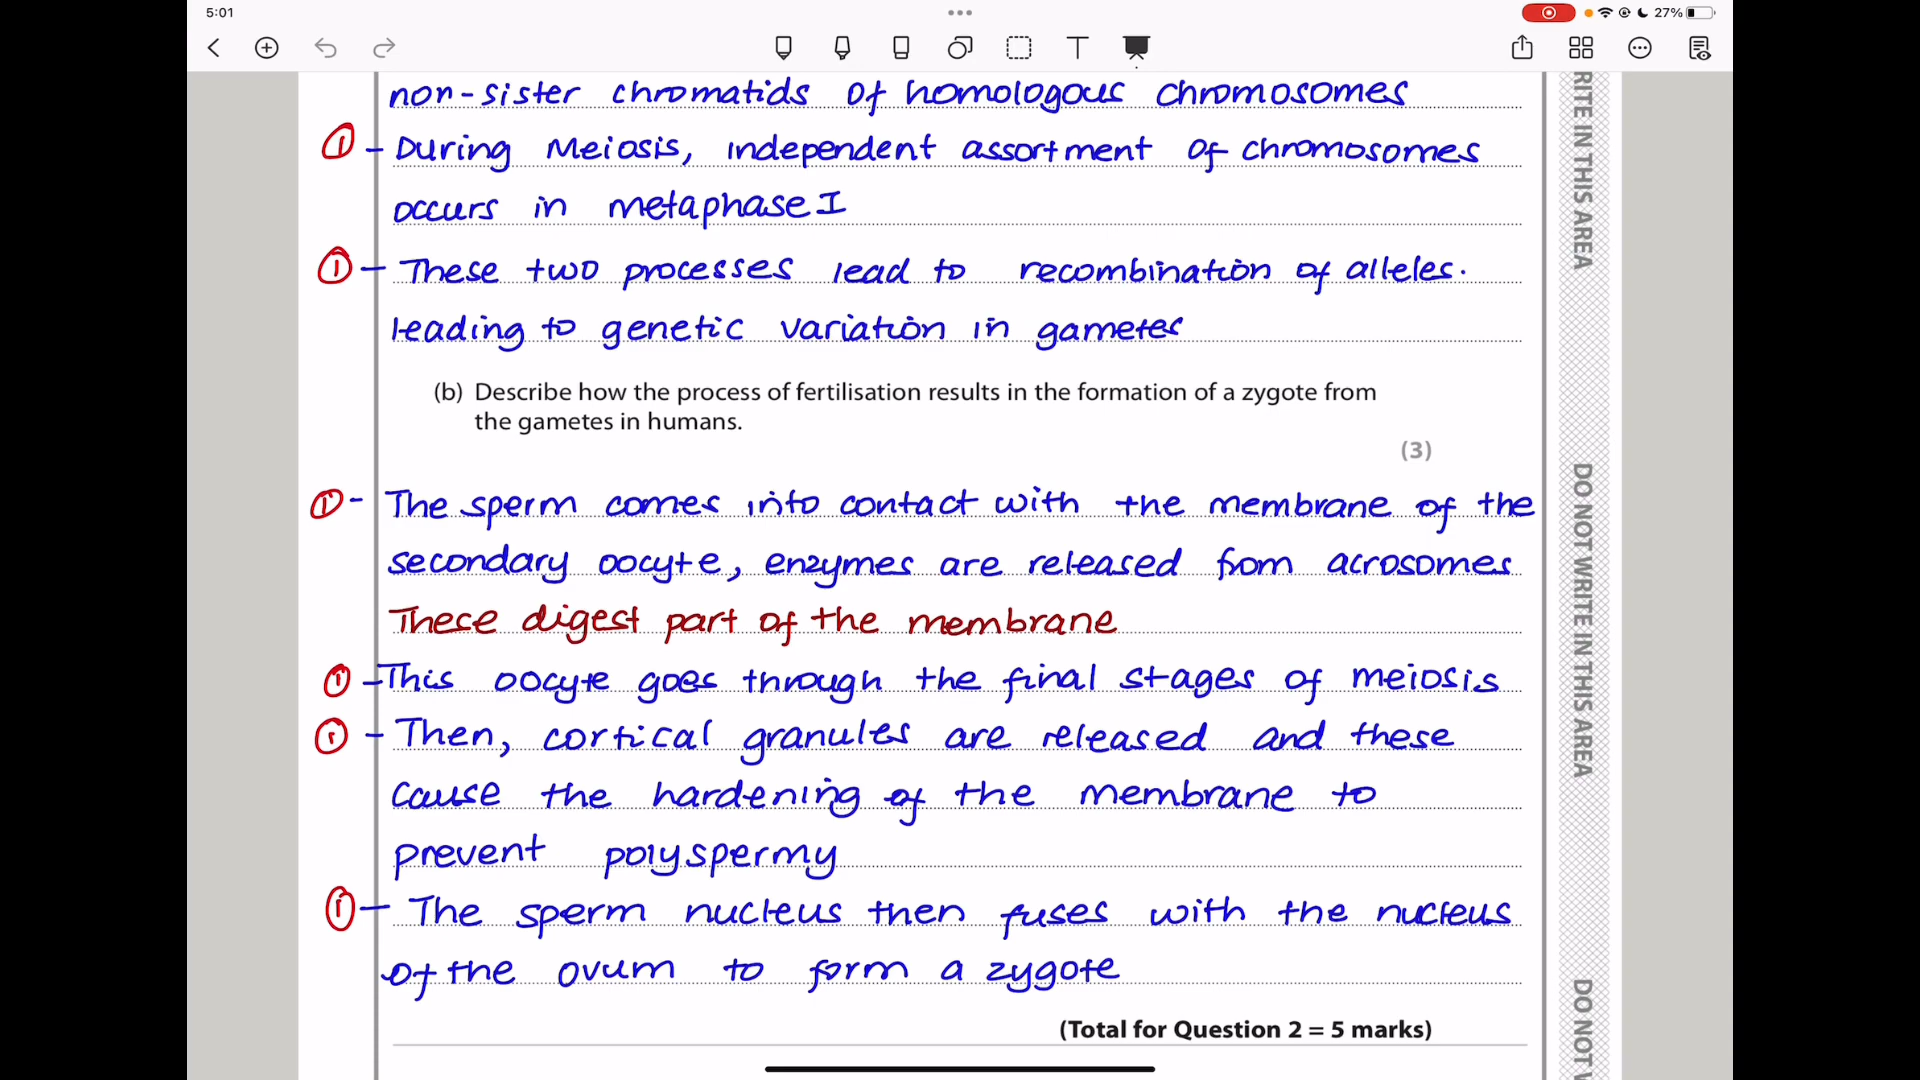 5:01
27%
non-sister chromatids of homologous chromosomes
① - During Meiosis, independent assortment of chromosomes
occurs in metaphase I
① - These two processes lead to recombination of alleles.
leading to genetic variation in gametes
(b) Describe how the process of fertilisation results in the formation of a zygote from
the gametes in humans.
(3)
① - The sperm comes into contact with the membrane of the
secondary oocyte, enzymes are released from acrosomes
These digest part of the membrane
① - This oocyte goes through the final stages of meiosis
① - Then, cortical granules are released and these
cause the hardening of the membrane to
prevent polyspermy
① - The sperm nucleus then fuses with the nucleus
of the ovum to form a zygote
(Total for Question 2 = 5 marks)
RITE IN THIS AREA
DO NOT WRITE IN THIS AREA
DO NOT W